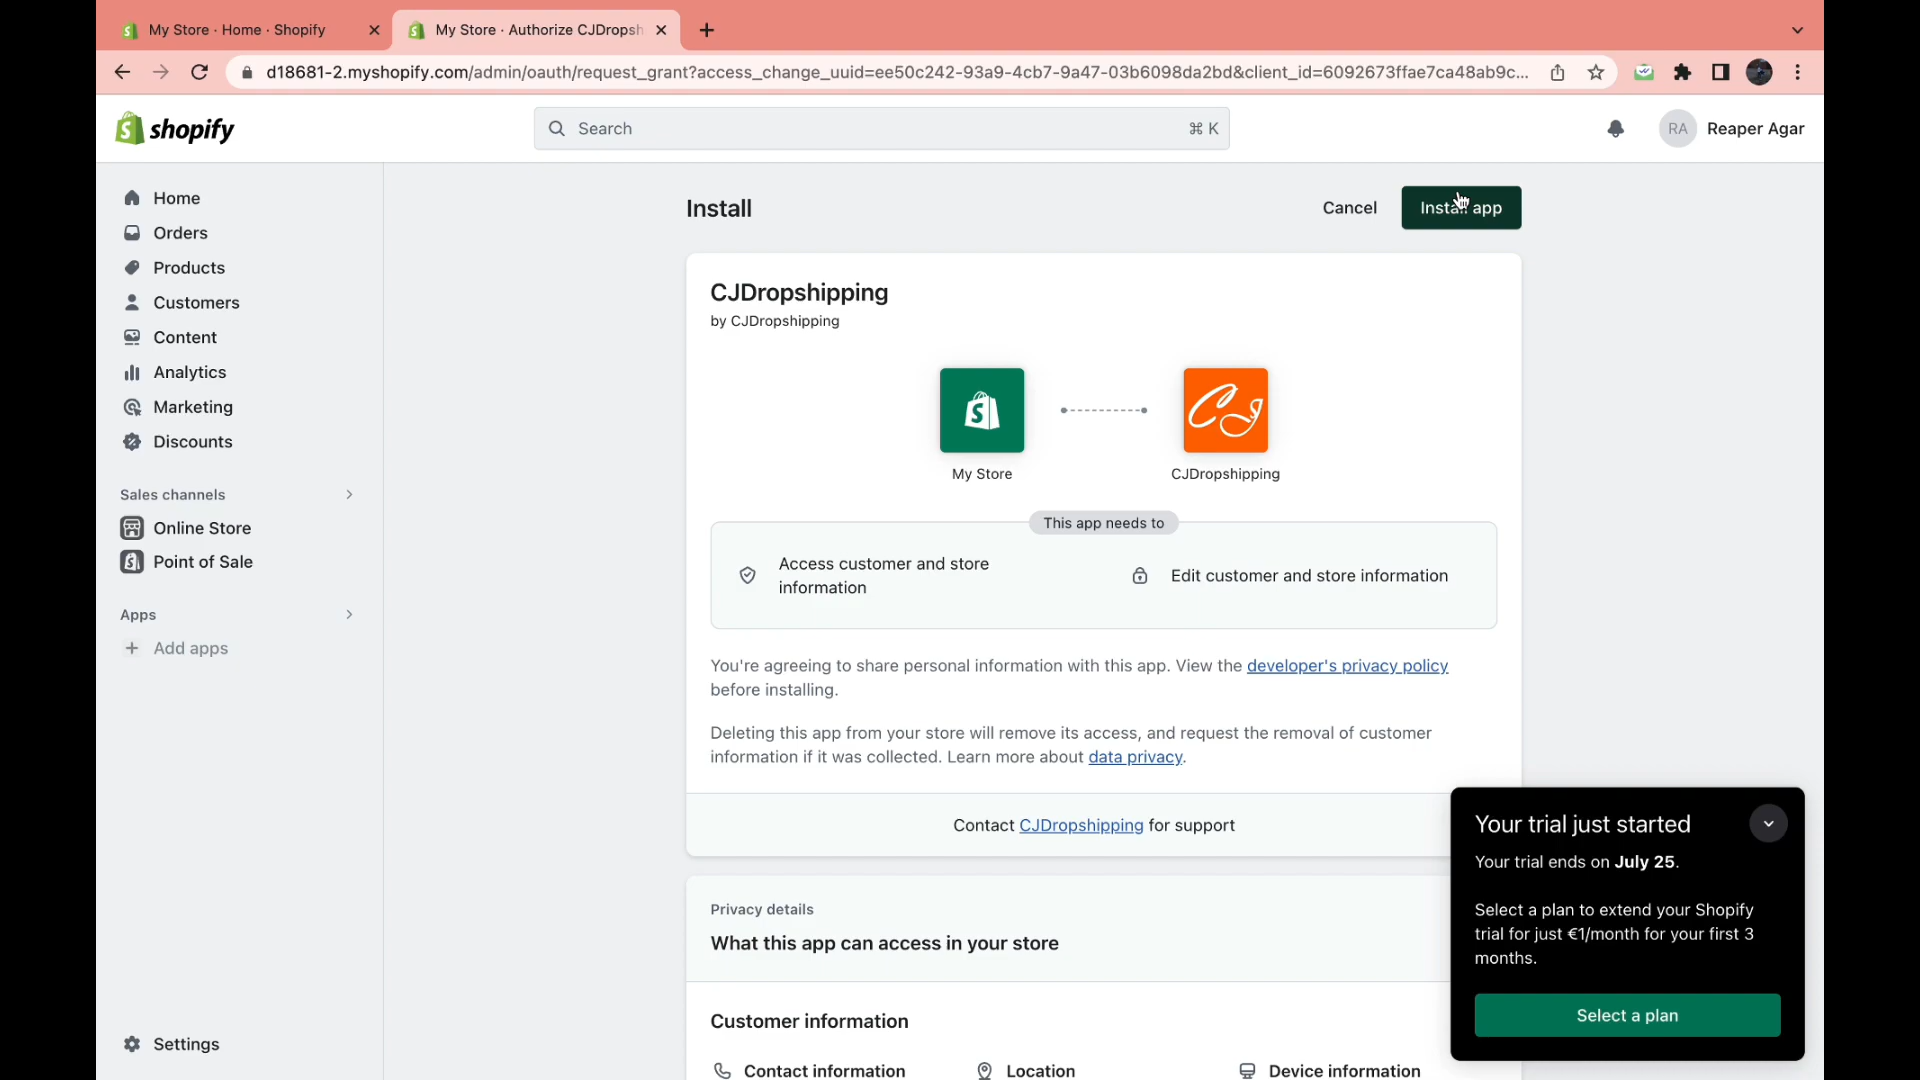 My Store · Home · Shopify
My Store · Authorize CJDropsh
d18681-2.myshopify.com/admin/oauth/request_grant?access_change_uuid=ee50c242-93a9-4cb7-9a47-03b6098da2bd&client_id=6092673ffae7ca48ab9c...
shopify
Search
⌘ K
RA
Reaper Agar
Home
Orders
Products
Customers
Content
Analytics
Marketing
Discounts
Sales channels
Online Store
Point of Sale
Apps
Add apps
Settings
Install
Cancel
Install app
CJDropshipping
by CJDropshipping
My Store
CJDropshipping
This app needs to
Access customer and store
information
Edit customer and store information
You're agreeing to share personal information with this app. View the developer's privacy policy
before installing.
Deleting this app from your store will remove its access, and request the removal of customer
information if it was collected. Learn more about data privacy.
Contact CJDropshipping for support
Privacy details
What this app can access in your store
Customer information
Contact information
Location
Device information
Your trial just started
Your trial ends on July 25.
Select a plan to extend your Shopify
trial for just €1/month for your first 3
months.
Select a plan